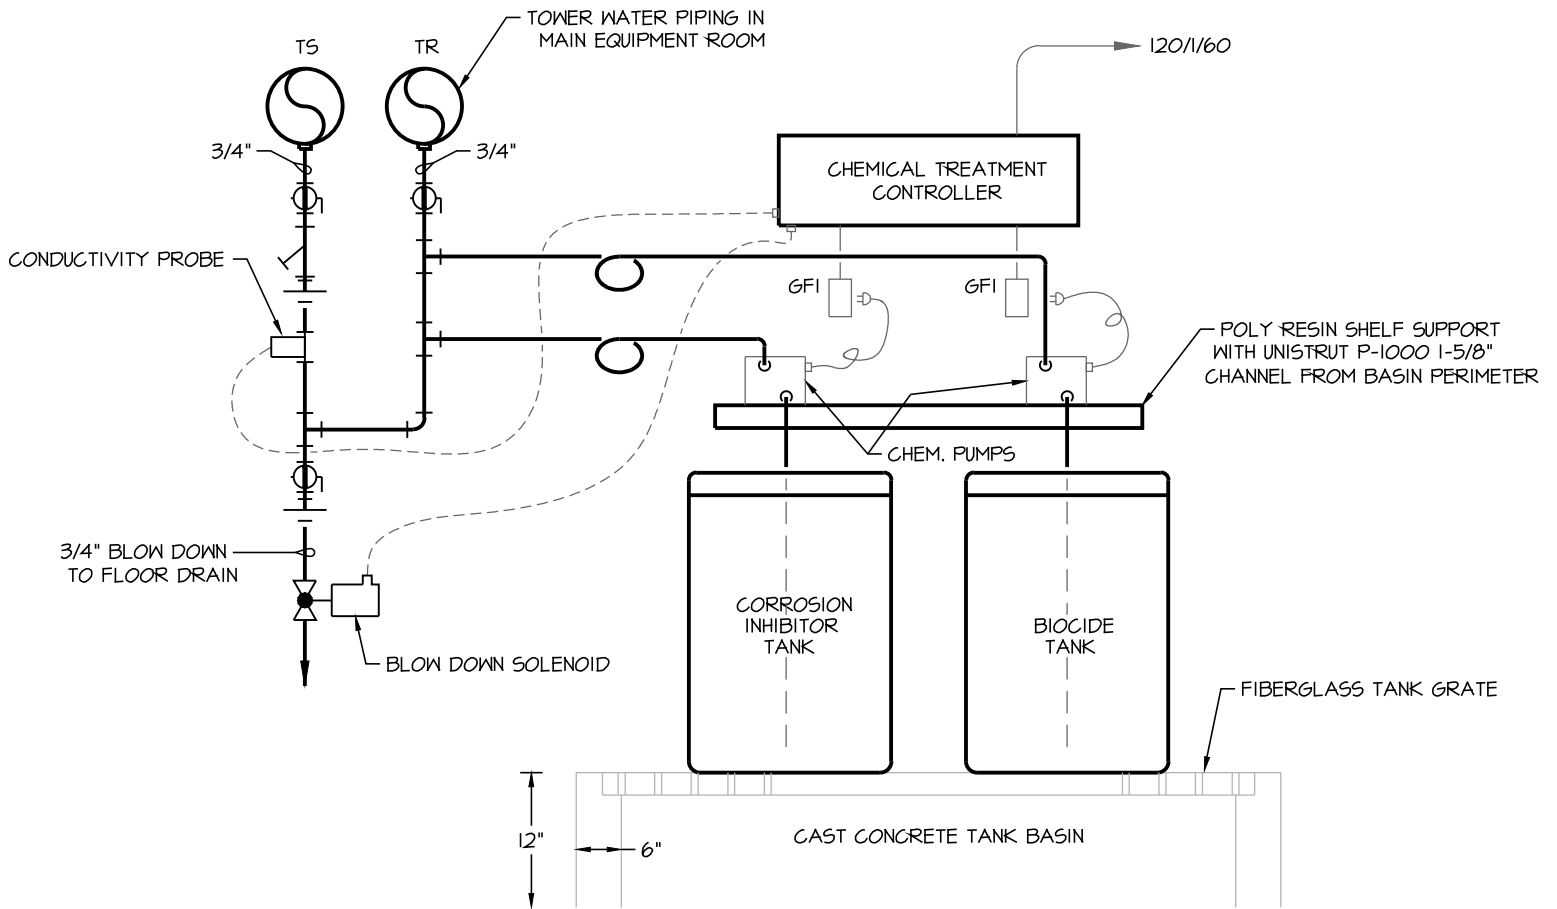 TOWER WATER PIPING IN
MAIN EQUIPMENT ROOM
TS
TR
120/1/60
3/4"
3/4"
CHEMICAL TREATMENT
CONTROLLER
CONDUCTIVITY PROBE
GFI
GFI
POLY RESIN SHELF SUPPORT
WITH UNISTRUT P-1000 1-5/8"
CHANNEL FROM BASIN PERIMETER
CHEM. PUMPS
3/4" BLOW DOWN
TO FLOOR DRAIN
CORROSION
INHIBITOR
TANK
BIOCIDE
TANK
BLOW DOWN SOLENOID
FIBERGLASS TANK GRATE
12"
6"
CAST CONCRETE TANK BASIN